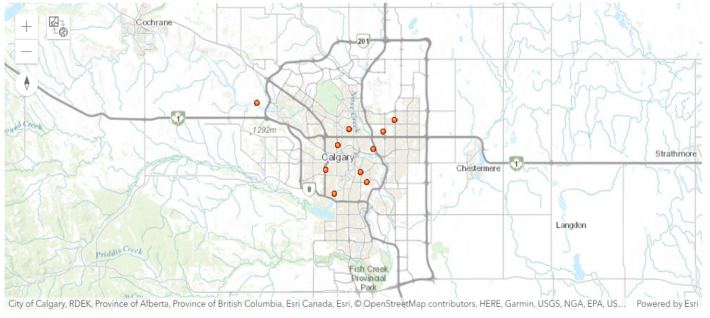 Cochrane
201
Nose Creek
1
1292m
Calgary
Strathmore
Chestermere
1
8
Langdon
Priddis Creek
Fish Creek
Provincial
Park
City of Calgary, RDEK, Province of Alberta, Province of British Columbia, Esri Canada, Esri, © OpenStreetMap contributors, HERE, Garmin, USGS, NGA, EPA, US... Powered by Esri